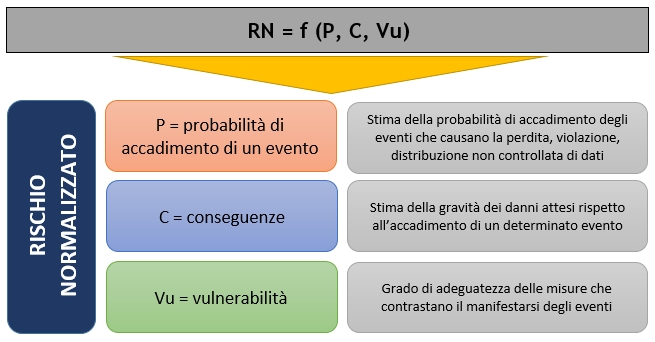 RN = f (P, C, Vu)
RISCHIO
NORMALIZZATO
P = probabilità di
accadimento di un evento
Stima della probabilità di accadimento degli
eventi che causano la perdita, violazione,
distribuzione non controllata di dati
C = conseguenze
Stima della gravità dei danni attesi rispetto
all’accadimento di un determinato evento
Vu = vulnerabilità
Grado di adeguatezza delle misure che
contrastano il manifestarsi degli eventi